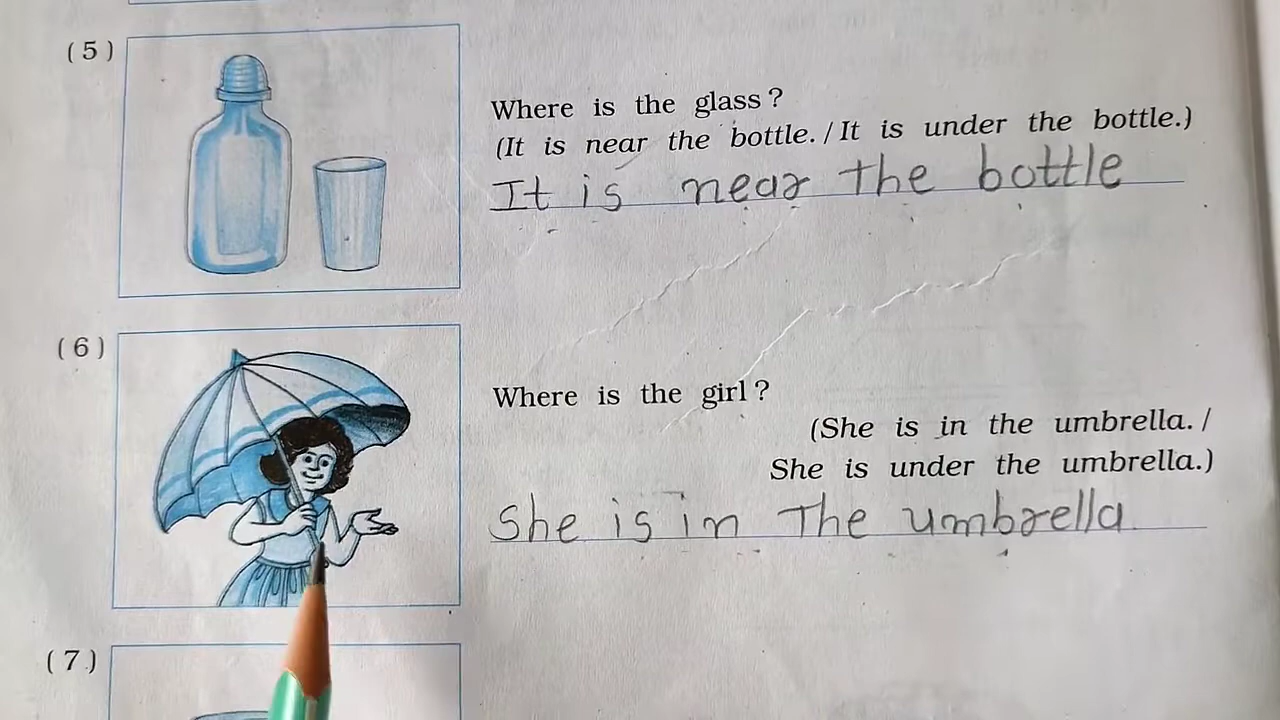 (5)
Where is the glass?
(It is near the bottle. / It is under the bottle.)
It is near the bottle
(6)
Where is the girl?
(She is in the umbrella. /
She is under the umbrella.)
She is in The umbrella.
(7)